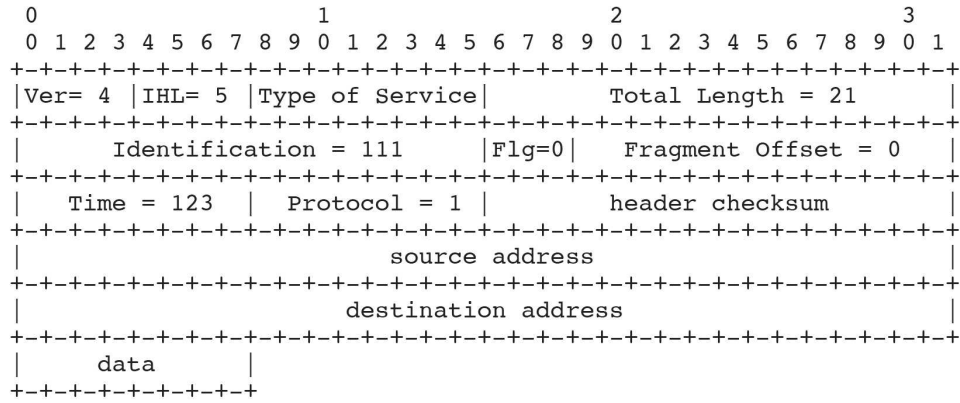 0                   1                   2                   3
 0 1 2 3 4 5 6 7 8 9 0 1 2 3 4 5 6 7 8 9 0 1 2 3 4 5 6 7 8 9 0 1
+-+-+-+-+-+-+-+-+-+-+-+-+-+-+-+-+-+-+-+-+-+-+-+-+-+-+-+-+-+-+-+-+
|Ver= 4 |IHL= 5 |Type of Service|        Total Length = 21      |
+-+-+-+-+-+-+-+-+-+-+-+-+-+-+-+-+-+-+-+-+-+-+-+-+-+-+-+-+-+-+-+-+
|      Identification = 111     |Flg=0|   Fragment Offset = 0   |
+-+-+-+-+-+-+-+-+-+-+-+-+-+-+-+-+-+-+-+-+-+-+-+-+-+-+-+-+-+-+-+-+
|   Time = 123  |  Protocol = 1 |        header checksum        |
+-+-+-+-+-+-+-+-+-+-+-+-+-+-+-+-+-+-+-+-+-+-+-+-+-+-+-+-+-+-+-+-+
|                         source address                        |
+-+-+-+-+-+-+-+-+-+-+-+-+-+-+-+-+-+-+-+-+-+-+-+-+-+-+-+-+-+-+-+-+
|                      destination address                      |
+-+-+-+-+-+-+-+-+-+-+-+-+-+-+-+-+-+-+-+-+-+-+-+-+-+-+-+-+-+-+-+-+
|     data      |
+-+-+-+-+-+-+-+-+